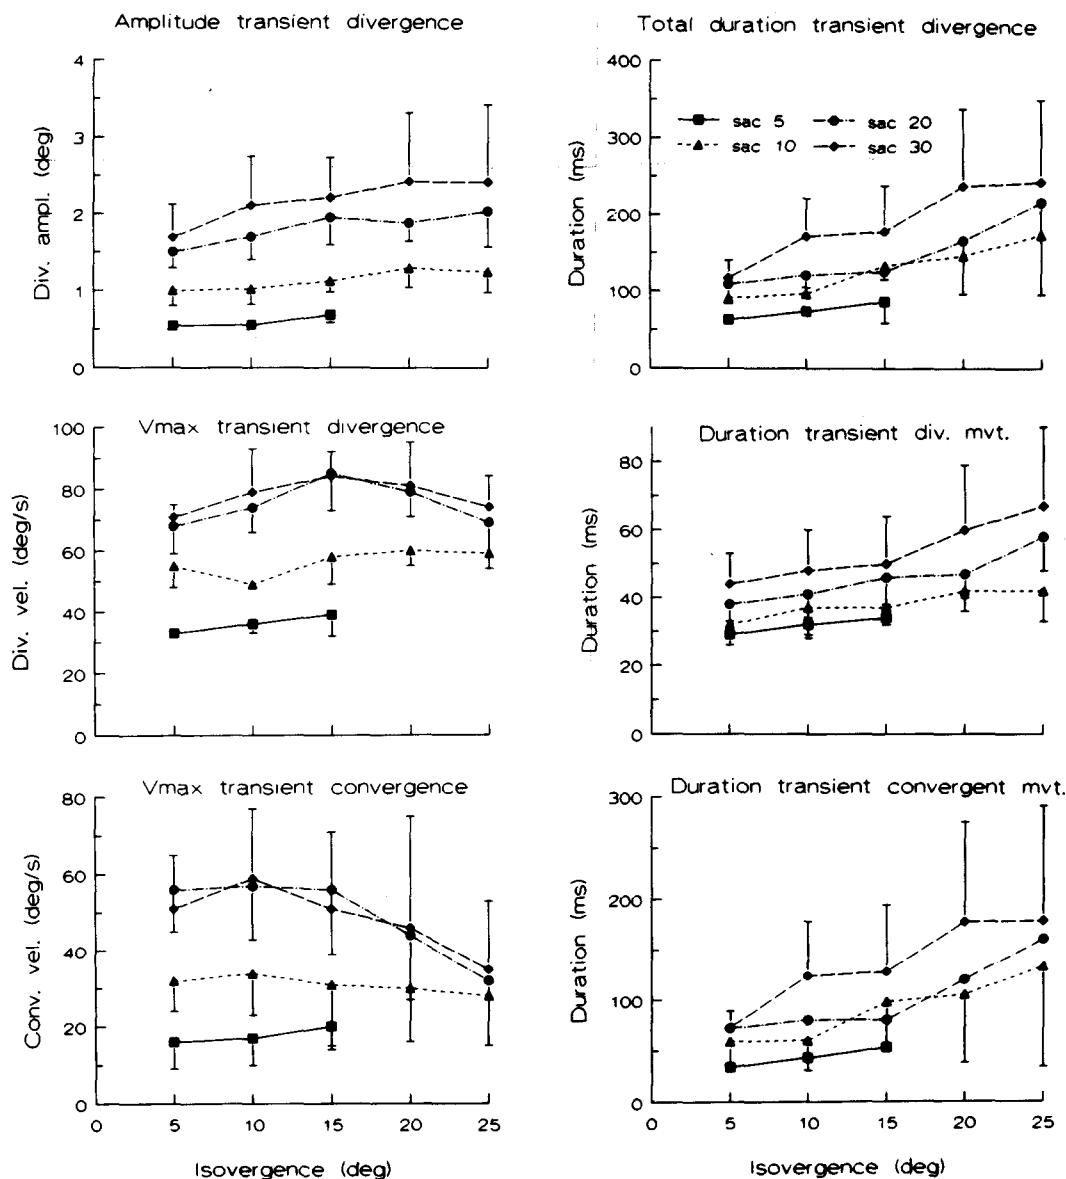 Amplitude transient divergence
4
3
2
1
0
Div. ampl. (deg)
Total duration transient divergence
400
300
200
100
0
Duration (ms)
sac 5
sac 20
sac 10
sac 30
Vmax transient divergence
100
80
60
40
20
0
Div. vel. (deg/s)
Duration transient div. mvt.
80
60
40
20
0
Duration (ms)
Vmax transient convergence
80
60
40
20
0
Conv. vel. (deg/s)
0 5 10 15 20 25
Isovergence (deg)
Duration transient convergent mvt.
300
200
100
0
Duration (ms)
0 5 10 15 20 25
Isovergence (deg)